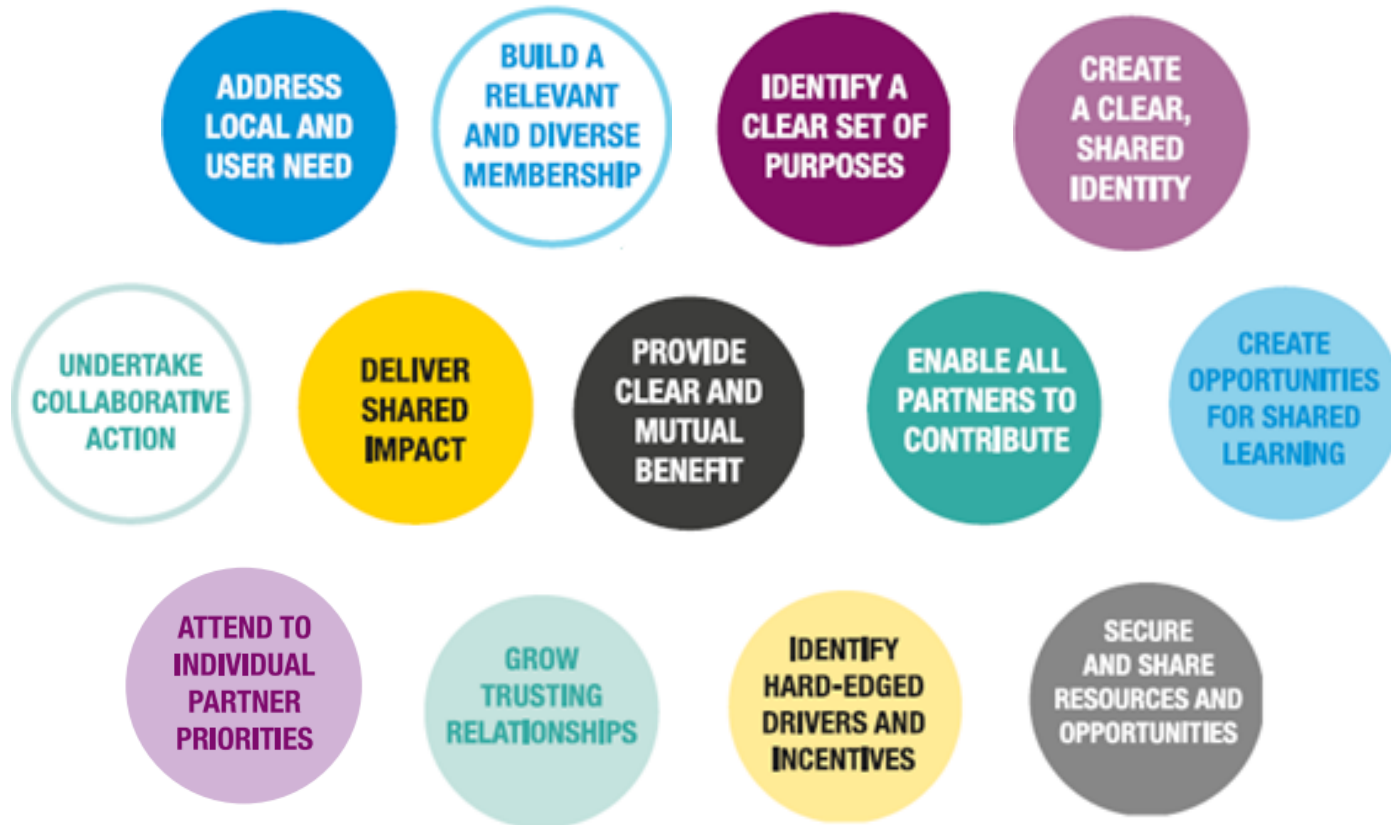 ADDRESS
LOCAL AND
USER NEED
BUILD A
RELEVANT
AND DIVERSE
MEMBERSHIP
IDENTIFY A
CLEAR SET OF
PURPOSES
CREATE
A CLEAR,
SHARED
IDENTITY
UNDERTAKE
COLLABORATIVE
ACTION
DELIVER
SHARED
IMPACT
PROVIDE
CLEAR AND
MUTUAL
BENEFIT
ENABLE ALL
PARTNERS TO
CONTRIBUTE
CREATE
OPPORTUNITIES
FOR SHARED
LEARNING
ATTEND TO
INDIVIDUAL
PARTNER
PRIORITIES
GROW
TRUSTING
RELATIONSHIPS
IDENTIFY
HARD-EDGED
DRIVERS AND
INCENTIVES
SECURE
AND SHARE
RESOURCES AND
OPPORTUNITIES